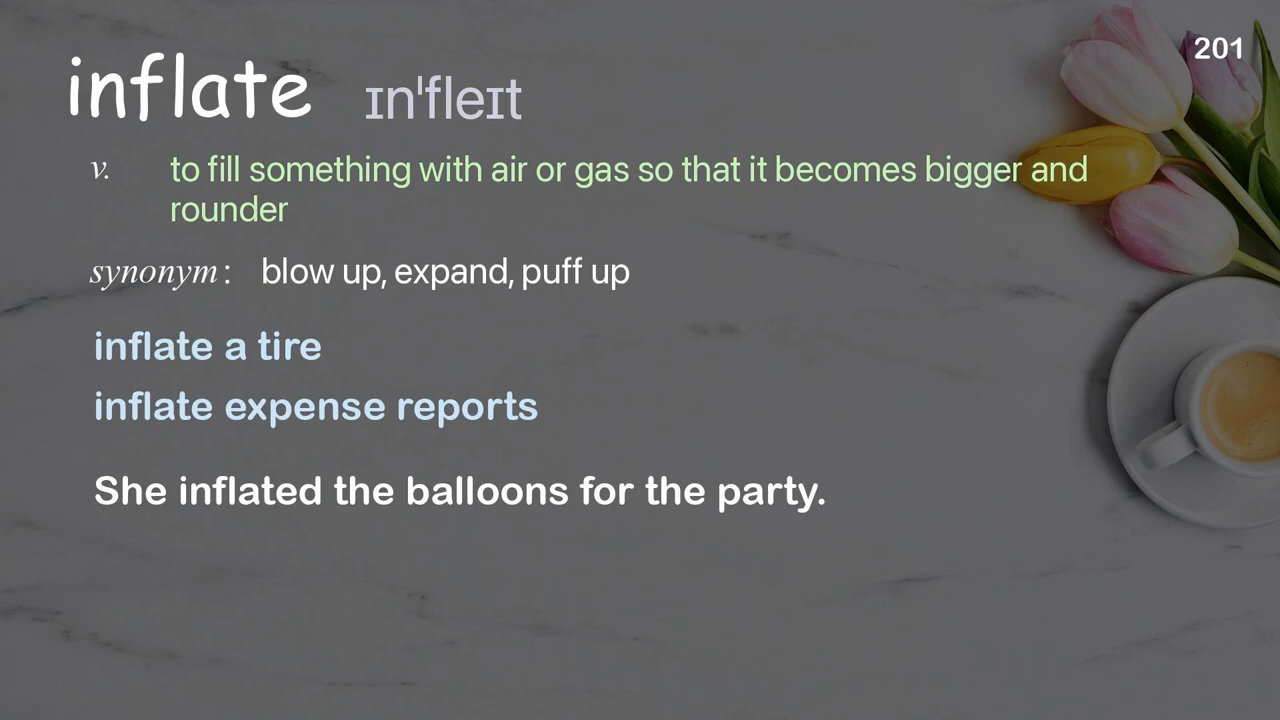 201
inflate ɪnˈfleɪt
v. to fill something with air or gas so that it becomes bigger and
rounder
synonym: blow up, expand, puff up
inflate a tire
inflate expense reports
She inflated the balloons for the party.